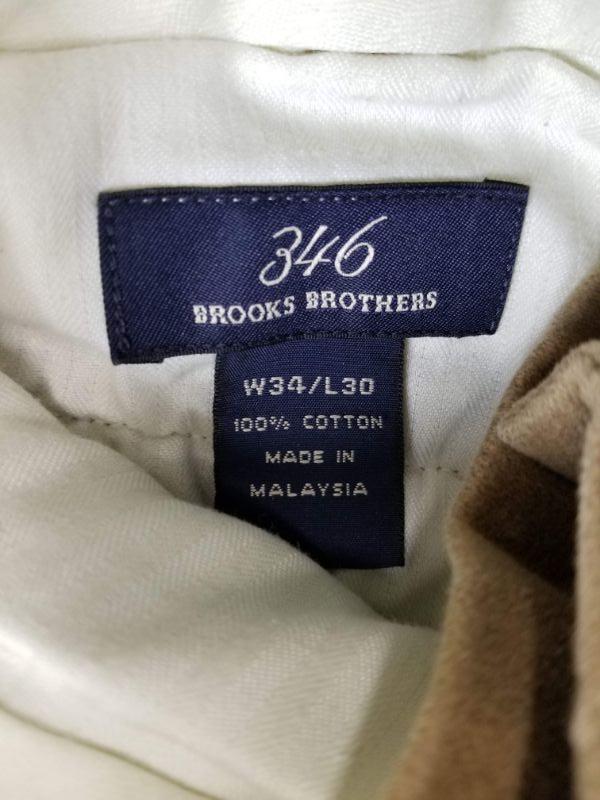 346
BROOKS BROTHERS
W34/L30
100% COTTON
MADE IN
MALAYSIA